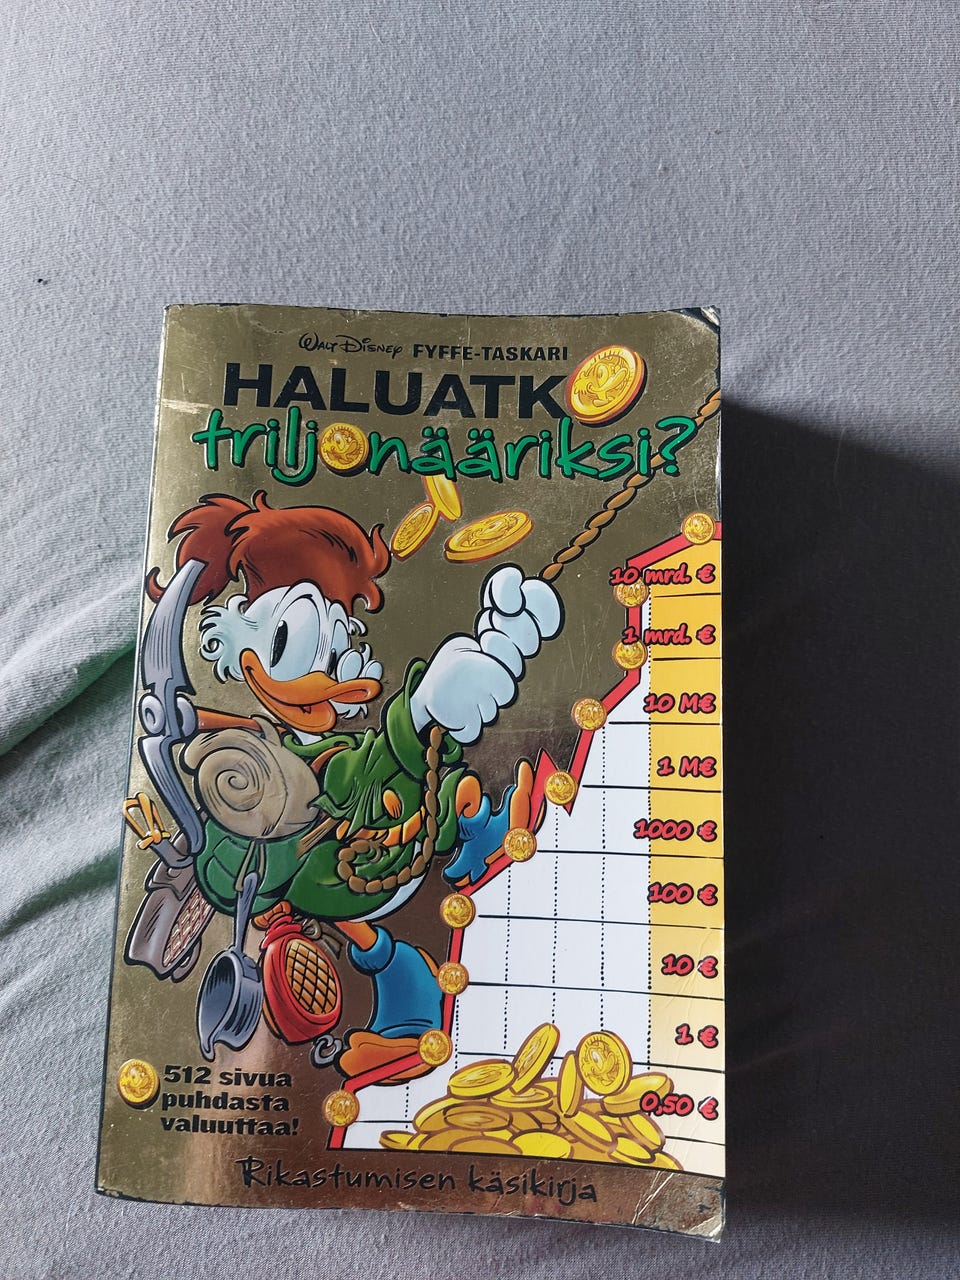 Walt Disney FYFFE-TASKARI
HALUATKO
triljonääriksi?
10 mrd. €
1 mrd. €
10 M€
1 M€
1000 €
100 €
10 €
1 €
0,50 €
512 sivua
puhdasta
valuuttaa!
Rikastumisen käsikirja